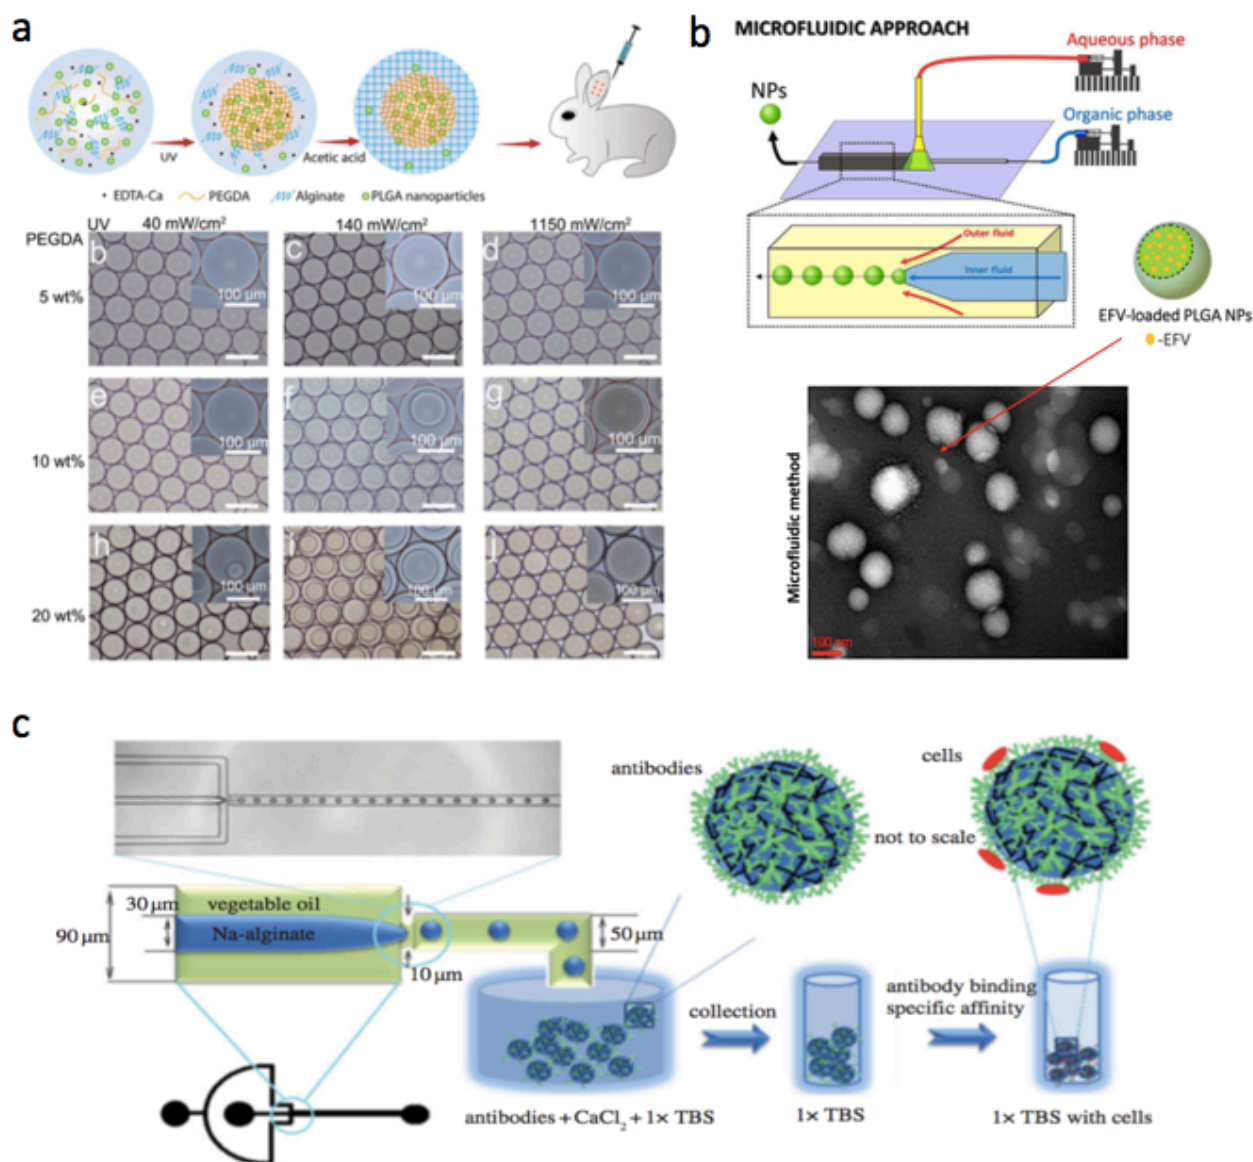 a
UV
Acetic acid
EDTA-Ca
PEGDA
Alginate
PLGA nanoparticles
UV
40 mW/cm²
140 mW/cm²
1150 mW/cm²
PEGDA
5 wt%
b
100 µm
c
100 µm
d
100 µm
10 wt%
e
100 µm
f
100 µm
g
100 µm
20 wt%
h
100 µm
i
100 µm
j
100 µm
b
MICROFLUIDIC APPROACH
Aqueous phase
NPs
Organic phase
Outer fluid
Inner fluid
EFV-loaded PLGA NPs
-EFV
Microfluidic method
100 nm
c
antibodies
cells
not to scale
30 µm
vegetable oil
90 µm
Na-alginate
50 µm
10 µm
collection
antibody binding
specific affinity
antibodies + CaCl₂ + 1× TBS
1× TBS
1× TBS with cells